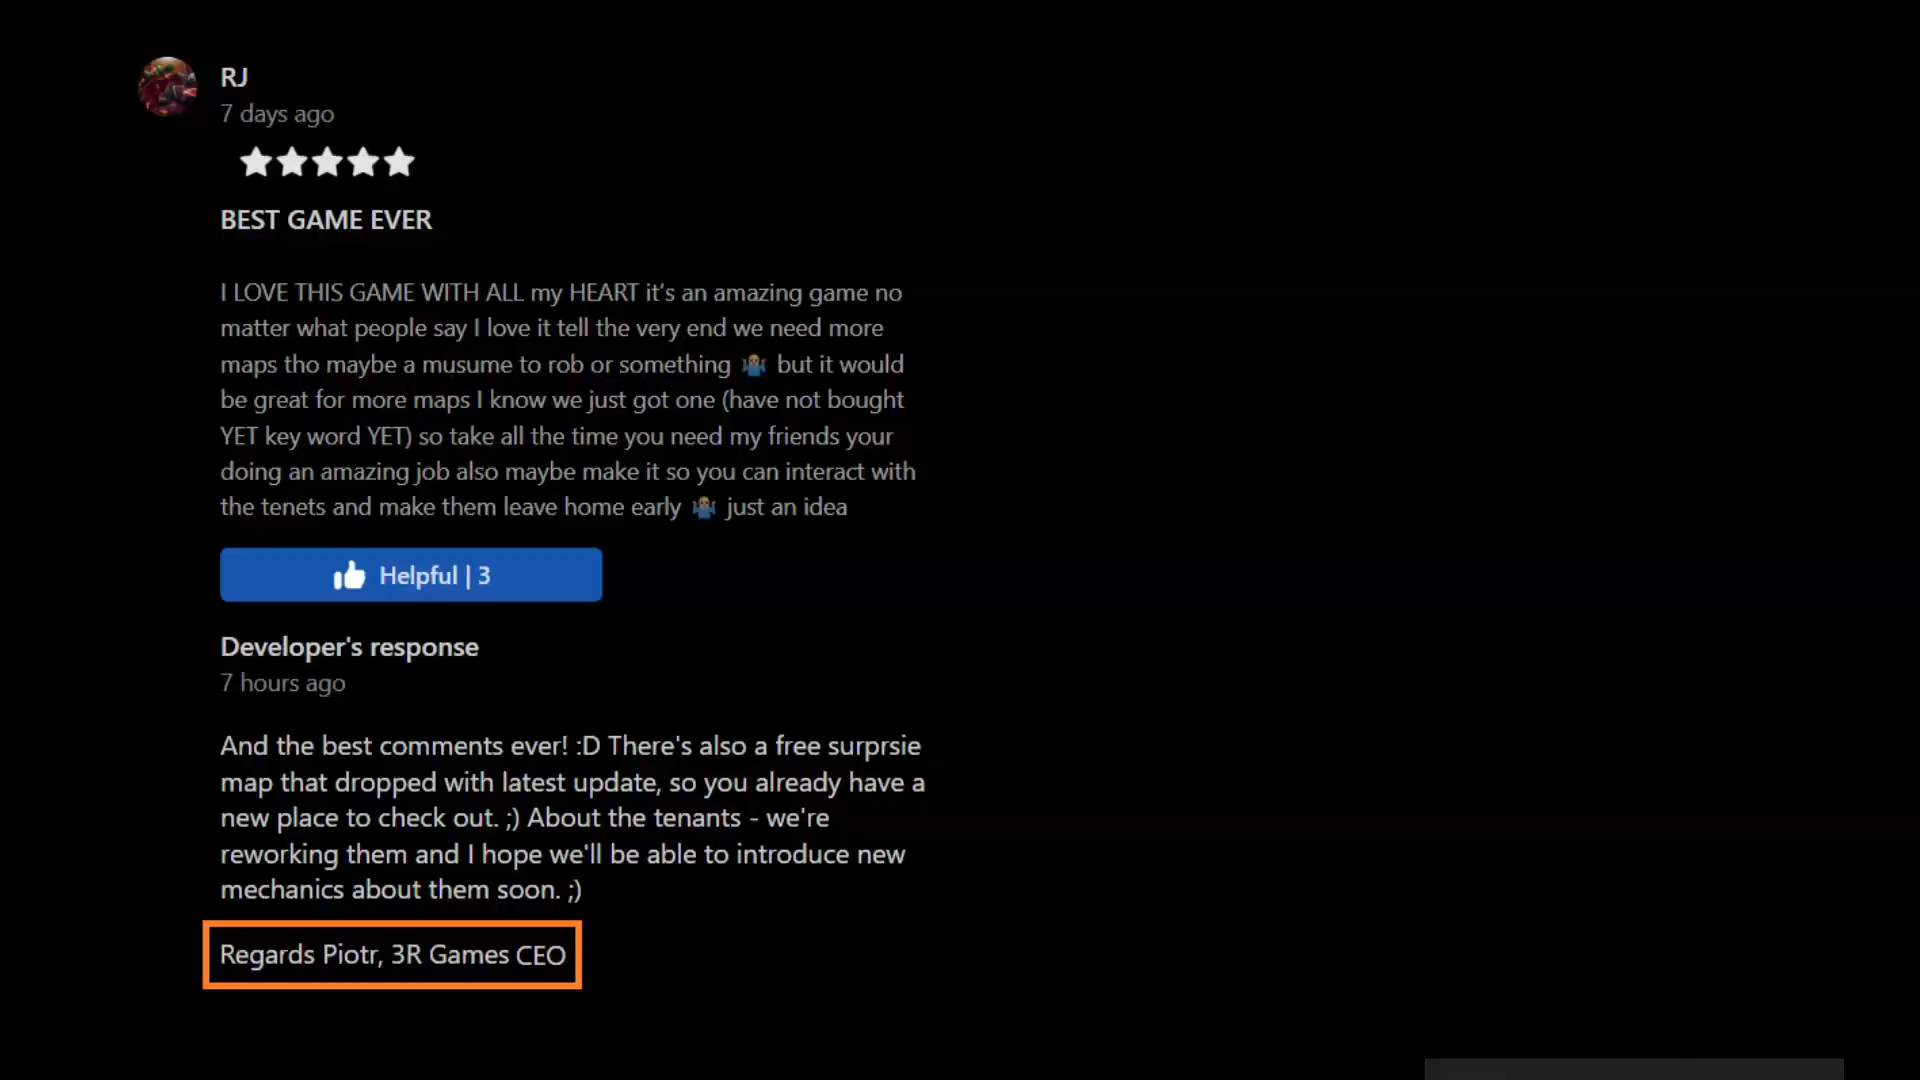 RJ
7 days ago
BEST GAME EVER
I LOVE THIS GAME WITH ALL my HEART it’s an amazing game no
matter what people say I love it tell the very end we need more
maps tho maybe a musume to rob or something 🤷 but it would
be great for more maps I know we just got one (have not bought
YET key word YET) so take all the time you need my friends your
doing an amazing job also maybe make it so you can interact with
the tenets and make them leave home early 🤷 just an idea
Helpful | 3
Developer's response
7 hours ago
And the best comments ever! :D There's also a free surprsie
map that dropped with latest update, so you already have a
new place to check out. ;) About the tenants - we're
reworking them and I hope we'll be able to introduce new
mechanics about them soon. ;)
Regards Piotr, 3R Games CEO